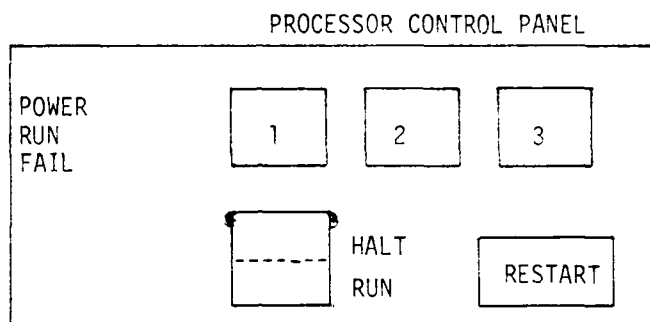 PROCESSOR CONTROL PANEL
POWER
RUN 1 2 3
FAIL
HALT
RUN
RESTART